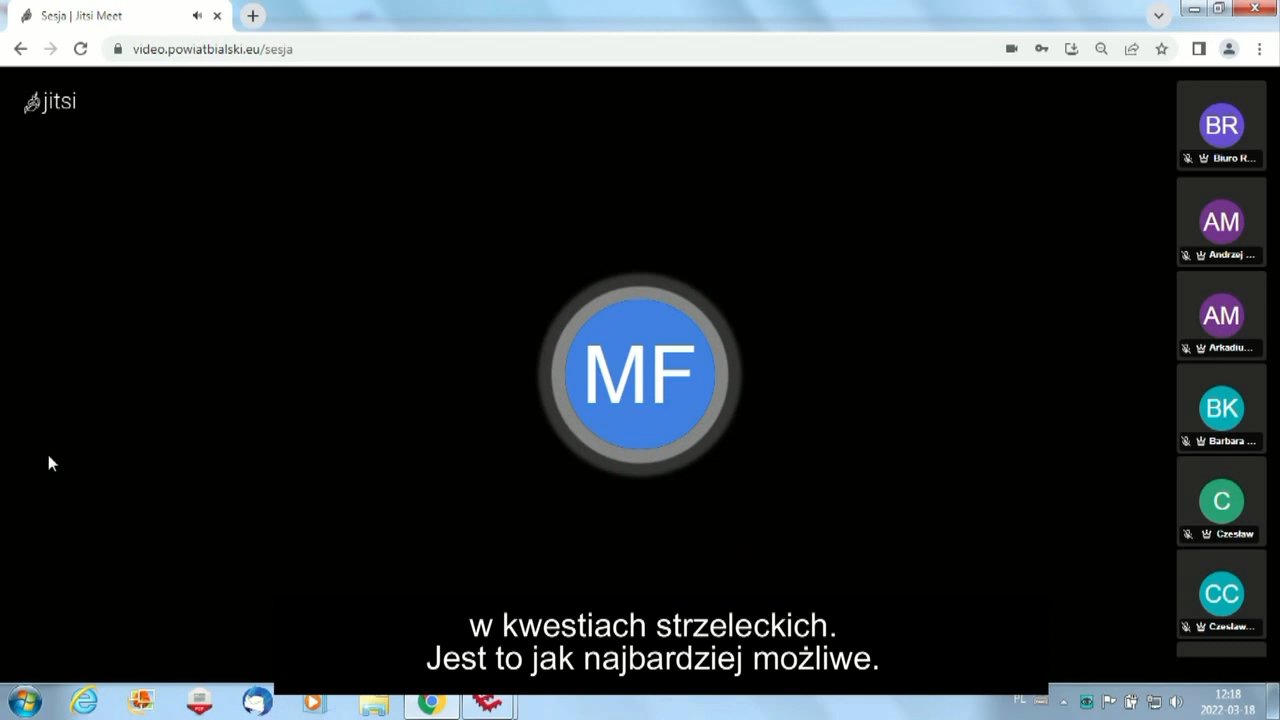 Sesja | Jitsi Meet
video.powiatbialski.eu/sesja
jitsi
BR
Biuro R...
AM
Andrzej ...
AM
Arkadiu...
MF
BK
Barbara ...
C
Czesław
CC
Czesław...
w kwestiach strzeleckich.
Jest to jak najbardziej możliwe.
PL
12:18
2022-03-18